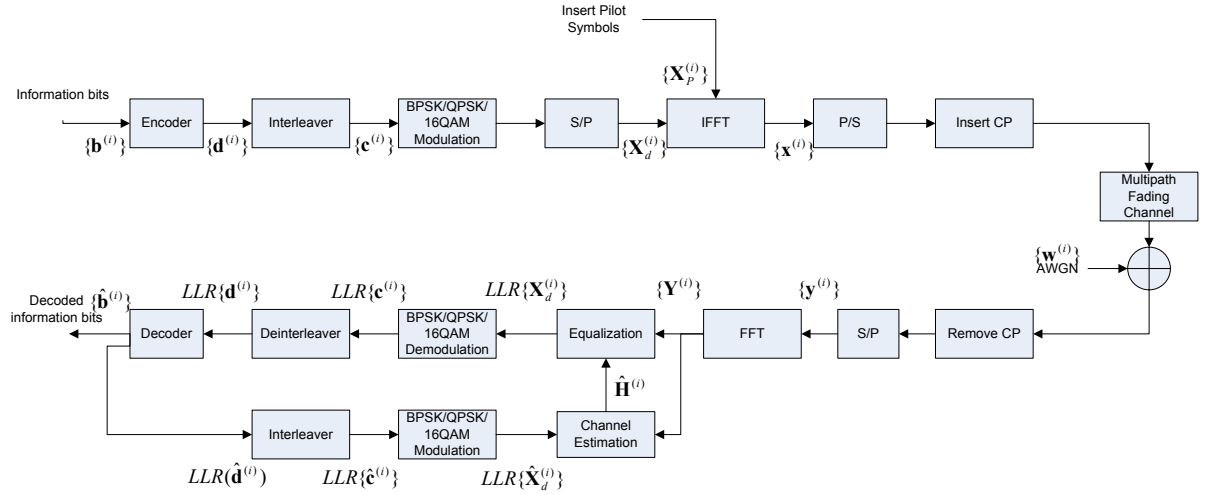 Insert Pilot
Symbols
{X_P^(i)}
Information bits
{b^(i)}
Encoder
{d^(i)}
Interleaver
{c^(i)}
BPSK/QPSK/
16QAM
Modulation
S/P
{X_d^(i)}
IFFT
{x^(i)}
P/S
Insert CP
Multipath
Fading
Channel
{w^(i)}
AWGN
Decoded
information bits
{b̂^(i)}
Decoder
LLR{d^(i)}
Deinterleaver
LLR{c^(i)}
BPSK/QPSK/
16QAM
Demodulation
LLR{X_d^(i)}
Equalization
{Y^(i)}
FFT
S/P
{y^(i)}
Remove CP
Ĥ^(i)
Interleaver
BPSK/QPSK/
16QAM
Modulation
Channel
Estimation
LLR(d̂^(i))
LLR{ĉ^(i)}
LLR{X̂_d^(i)}